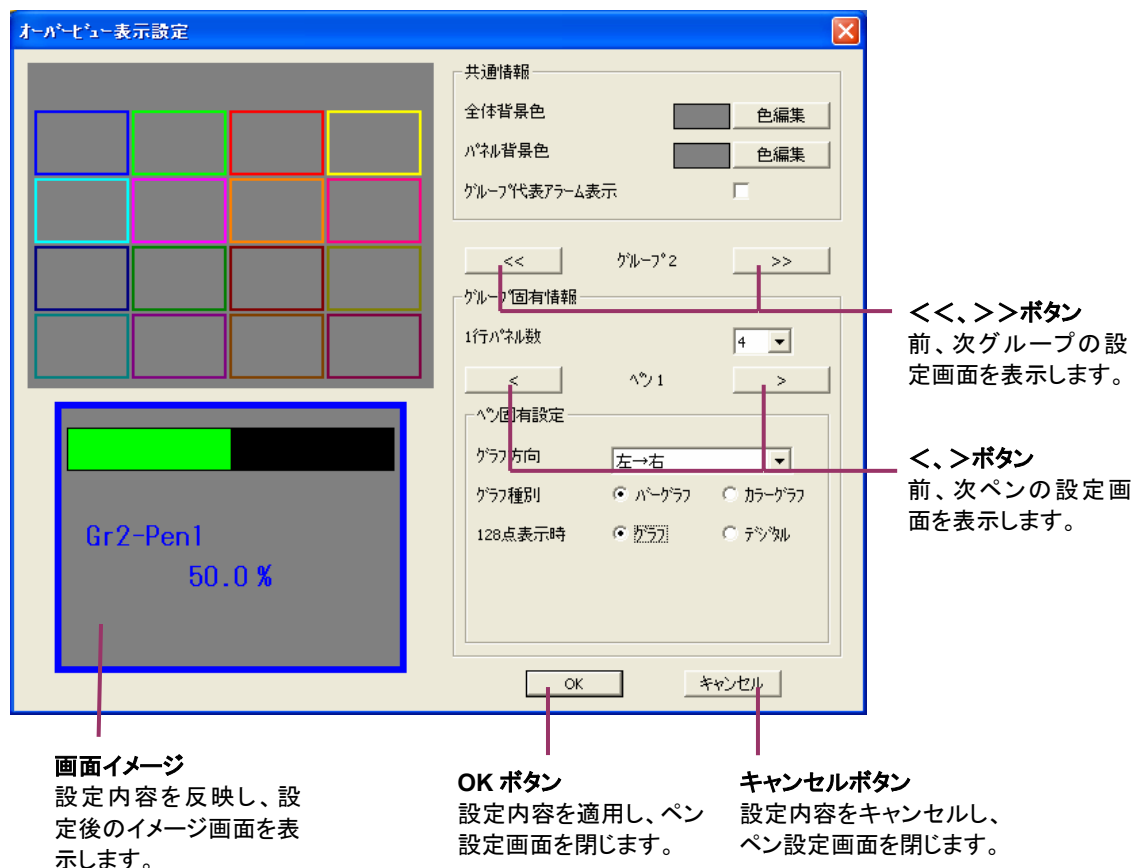 オーバービュー表示設定
共通情報
全体背景色
色編集
パネル背景色
色編集
グループ代表アラーム表示
<<
グループ2
>>
グループ固有情報
1行パネル数
4
<
ペン1
>
ペン固有設定
グラフ方向
左→右
グラフ種別
バーグラフ
カラーグラフ
128点表示時
グラフ
デジタル
Gr2-Pen1
50.0 %
OK
キャンセル
<<、>>ボタン
前、次グループの設
定画面を表示します。
<、>ボタン
前、次ペンの設定画
面を表示します。
画面イメージ
設定内容を反映し、設
定後のイメージ画面を表
示します。
OK ボタン
設定内容を適用し、ペン
設定画面を閉じます。
キャンセルボタン
設定内容をキャンセルし、
ペン設定画面を閉じます。